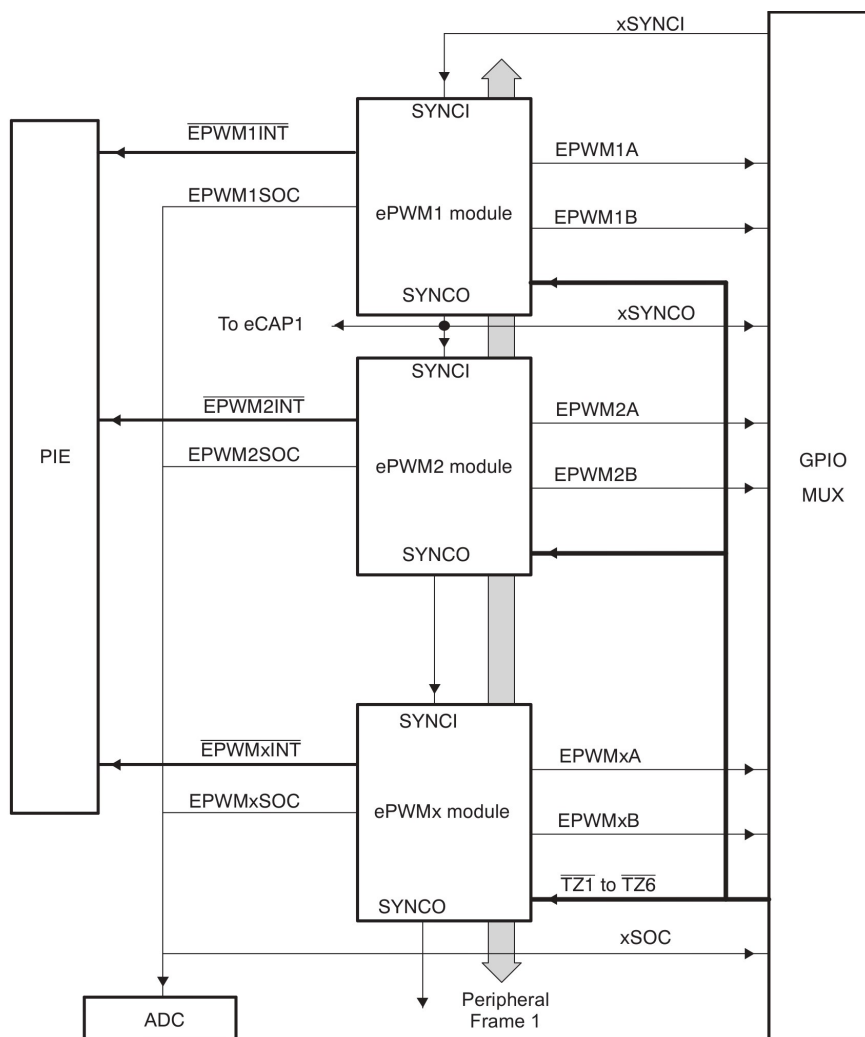 xSYNCI
SYNCI
EPWM1INT
EPWM1A
EPWM1SOC
ePWM1 module
EPWM1B
SYNCO
To eCAP1
xSYNCO
SYNCI
EPWM2INT
EPWM2A
PIE
EPWM2SOC
ePWM2 module
EPWM2B
GPIO
MUX
SYNCO
SYNCI
EPWMxINT
EPWMxA
EPWMxSOC
ePWMx module
EPWMxB
TZ1 to TZ6
SYNCO
xSOC
Peripheral
Frame 1
ADC